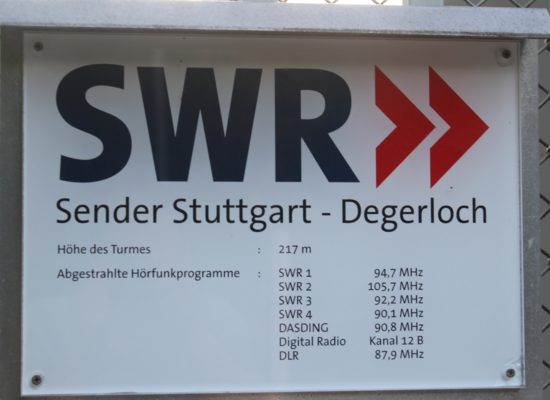 SWR
Sender Stuttgart - Degerloch
Höhe des Turmes : 217 m
Abgestrahlte Hörfunkprogramme : SWR 1 94,7 MHz
SWR 2 105,7 MHz
SWR 3 92,2 MHz
SWR 4 90,1 MHz
DASDING 90,8 MHz
Digital Radio Kanal 12 B
DLR 87,9 MHz